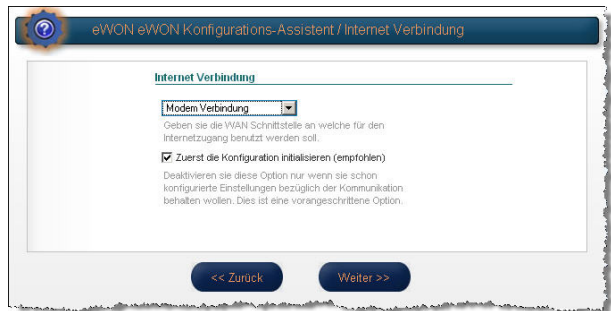 eWON eWON Konfigurations-Assistent / Internet Verbindung
Internet Verbindung
Modem Verbindung
Geben sie die WAN Schnittstelle an welche für den
Internetzugang benutzt werden soll.
Zuerst die Konfiguration initialisieren (empfohlen)
Deaktivieren sie diese Option nur wenn sie schon
konfigurierte Einstellungen bezüglich der Kommunikation
behalten wollen. Dies ist eine vorangeschrittene Option.
<< Zurück
Weiter >>